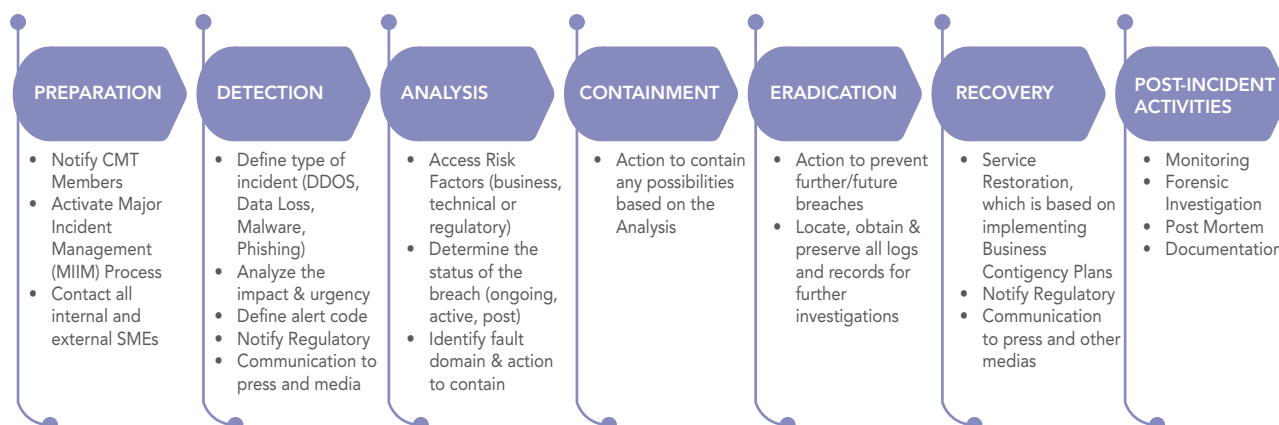 PREPARATION
• Notify CMT
Members
• Activate Major
Incident
Management
(MIIM) Process
• Contact all
internal and
external SMEs
DETECTION
• Define type of
incident (DDOS,
Data Loss,
Malware,
Phishing)
• Analyze the
impact & urgency
• Define alert code
• Notify Regulatory
• Communication to
press and media
ANALYSIS
• Access Risk
Factors (business,
technical or
regulatory)
• Determine the
status of the
breach (ongoing,
active, post)
• Identify fault
domain & action
to contain
CONTAINMENT
• Action to contain
any possibilities
based on the
Analysis
ERADICATION
• Action to prevent
further/future
breaches
• Locate, obtain &
preserve all logs
and records for
further
investigations
RECOVERY
• Service
Restoration,
which is based on
implementing
Business
Contigency Plans
• Notify Regulatory
• Communication
to press and other
medias
POST-INCIDENT
ACTIVITIES
• Monitoring
• Forensic
Investigation
• Post Mortem
• Documentation